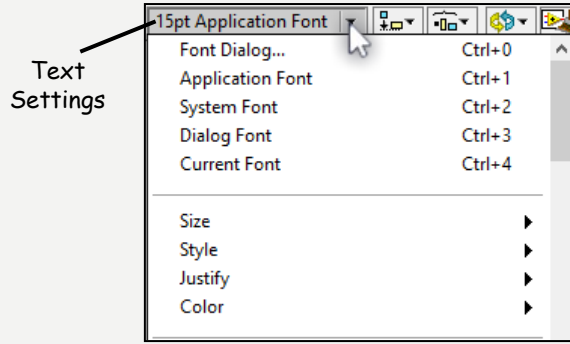 15pt Application Font
Text
Settings
Font Dialog... Ctrl+0
Application Font Ctrl+1
System Font Ctrl+2
Dialog Font Ctrl+3
Current Font Ctrl+4
Size
Style
Justify
Color